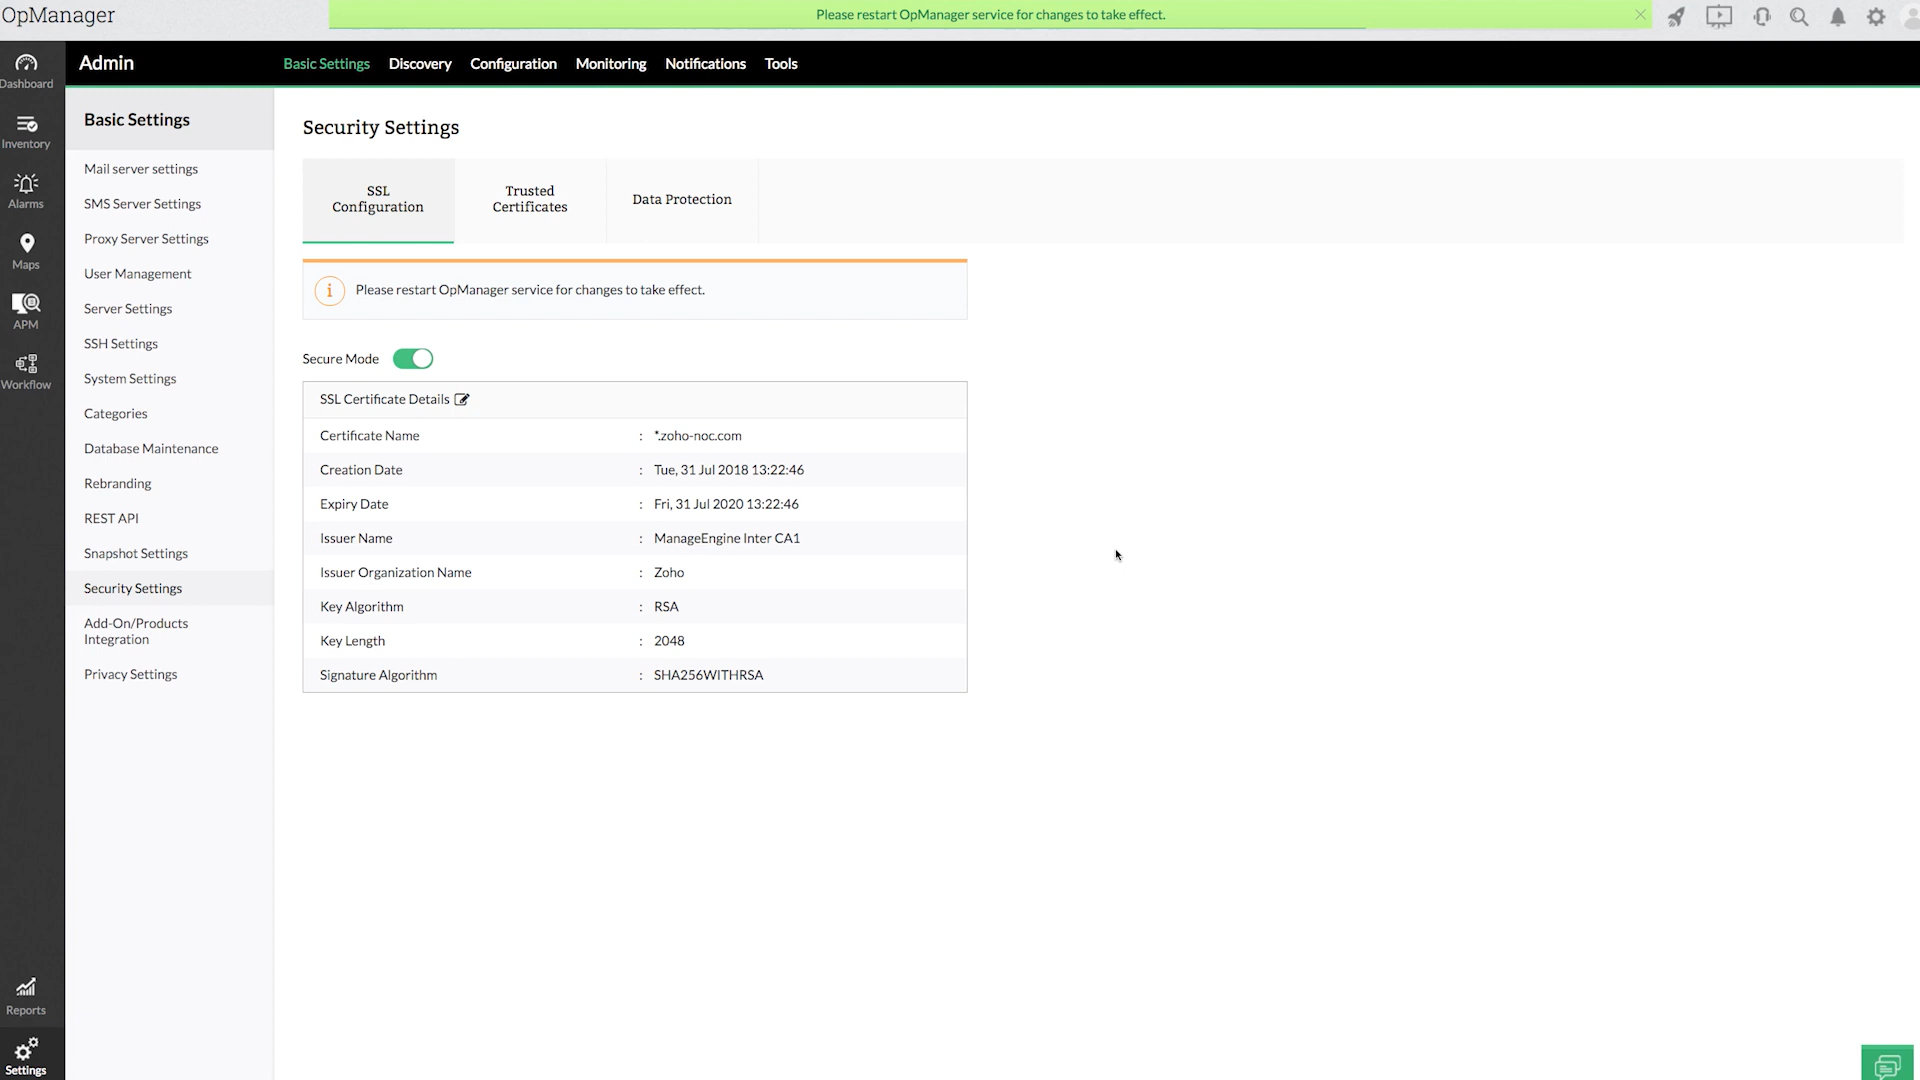 OpManager
Please restart OpManager service for changes to take effect.
Dashboard
Inventory
Alarms
Maps
APM
Workflow
Reports
Settings
Admin
Basic Settings
Discovery
Configuration
Monitoring
Notifications
Tools
Basic Settings
Mail server settings
SMS Server Settings
Proxy Server Settings
User Management
Server Settings
SSH Settings
System Settings
Categories
Database Maintenance
Rebranding
REST API
Snapshot Settings
Security Settings
Add-On/Products
Integration
Privacy Settings
Security Settings
SSL
Configuration
Trusted
Certificates
Data Protection
Please restart OpManager service for changes to take effect.
Secure Mode
SSL Certificate Details
Certificate Name : *.zoho-noc.com
Creation Date : Tue, 31 Jul 2018 13:22:46
Expiry Date : Fri, 31 Jul 2020 13:22:46
Issuer Name : ManageEngine Inter CA1
Issuer Organization Name : Zoho
Key Algorithm : RSA
Key Length : 2048
Signature Algorithm : SHA256WITHRSA